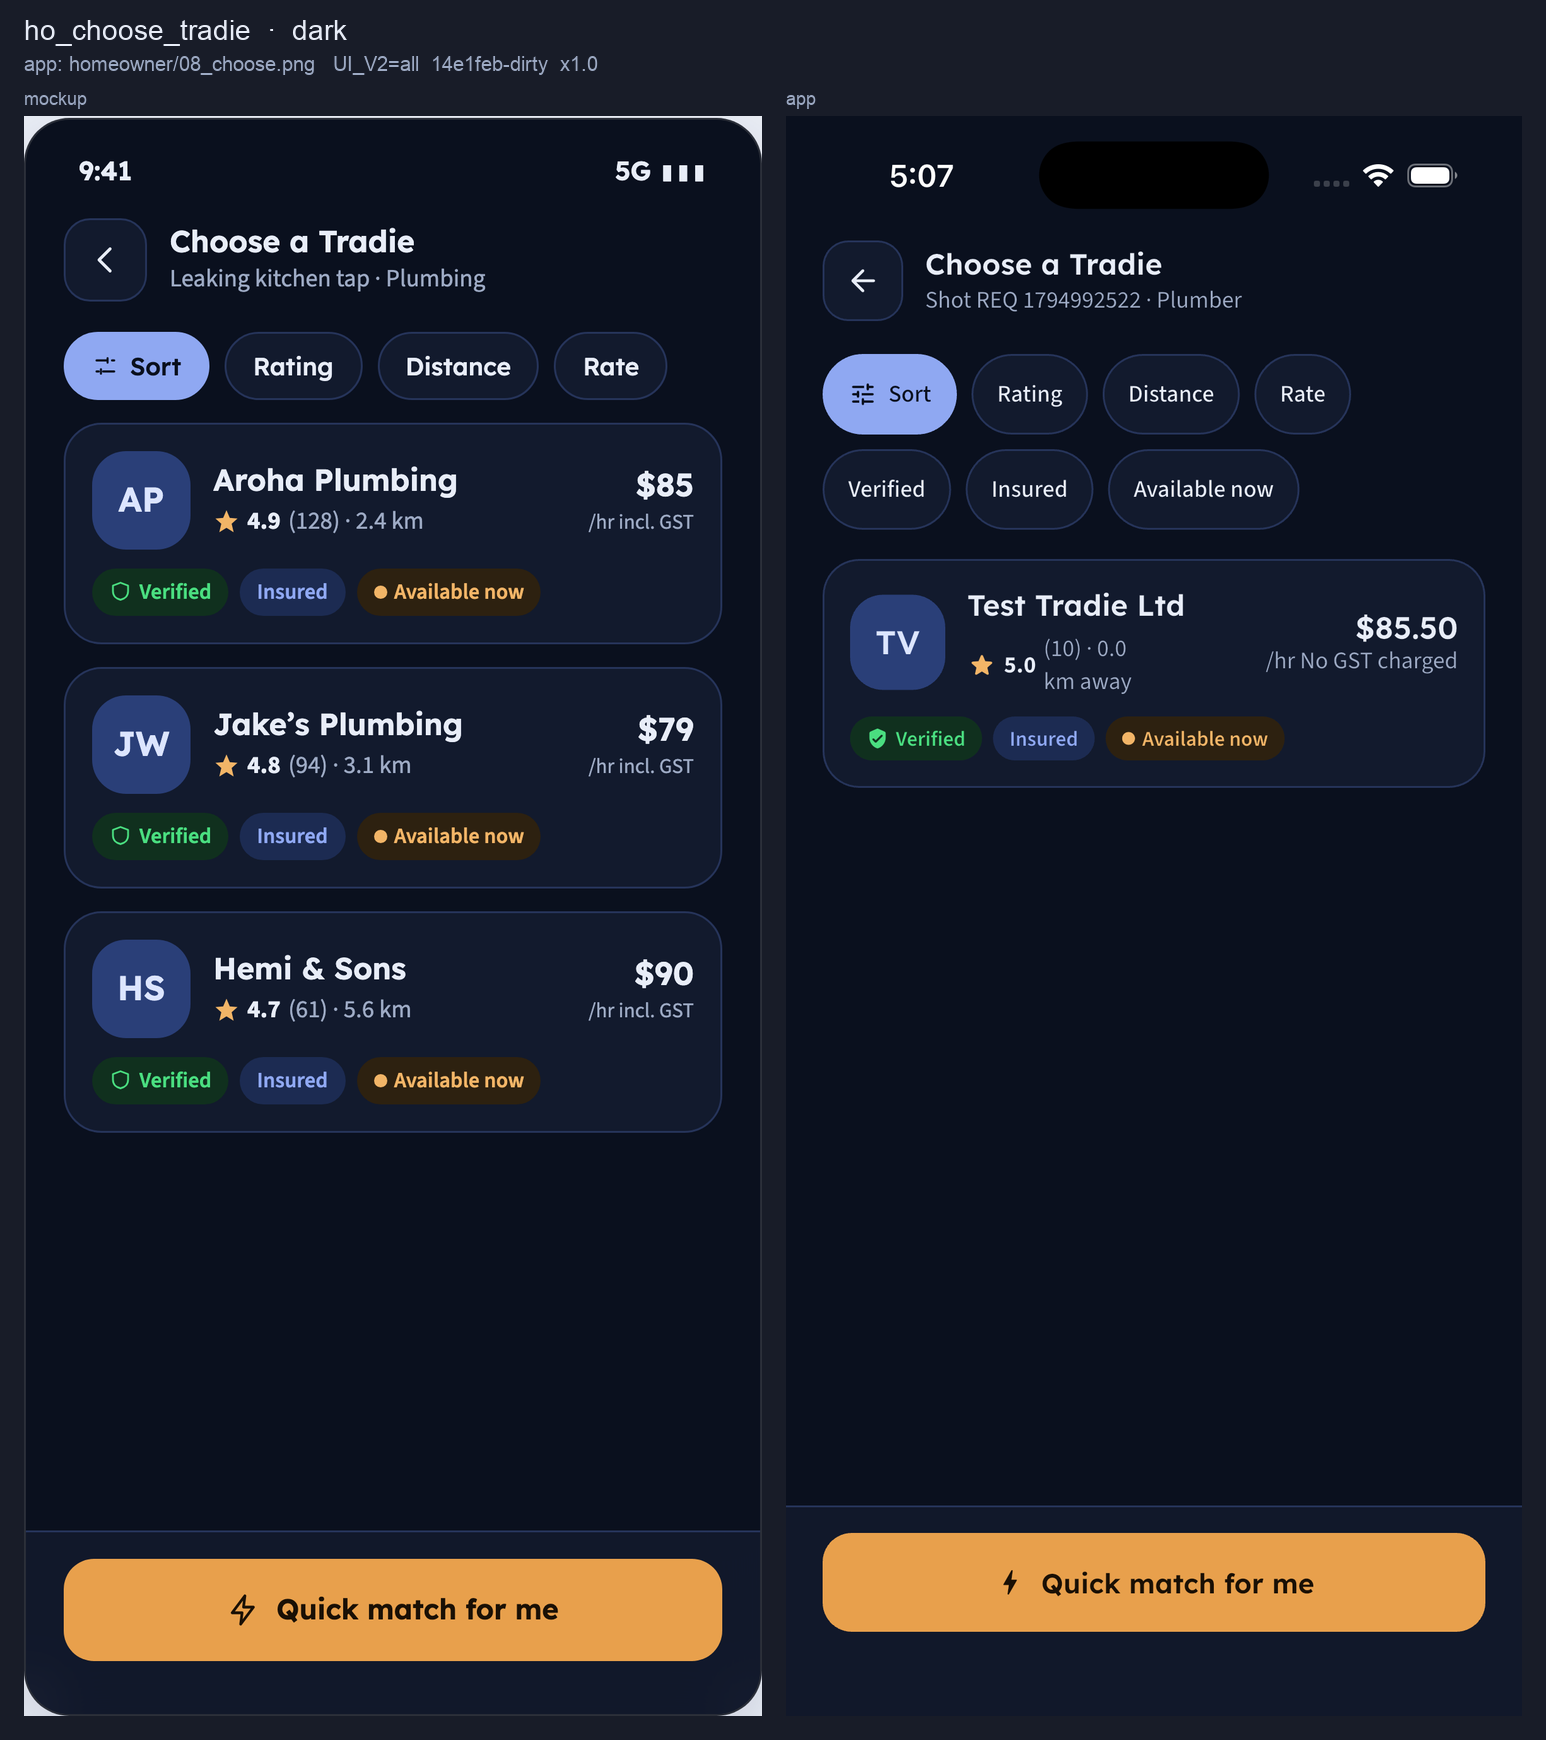 ho_choose_tradie · dark
app: homeowner/08_choose.png UI_V2=all 14e1feb-dirty x1.0
mockup
9:41
5G
Choose a Tradie
Leaking kitchen tap · Plumbing
Sort
Rating
Distance
Rate
AP
Aroha Plumbing
4.9 (128) · 2.4 km
$85
/hr incl. GST
Verified
Insured
Available now
JW
Jake’s Plumbing
4.8 (94) · 3.1 km
$79
/hr incl. GST
Verified
Insured
Available now
HS
Hemi & Sons
4.7 (61) · 5.6 km
$90
/hr incl. GST
Verified
Insured
Available now
Quick match for me
app
5:07
Choose a Tradie
Shot REQ 1794992522 · Plumber
Sort
Rating
Distance
Rate
Verified
Insured
Available now
TV
Test Tradie Ltd
5.0
(10) · 0.0
km away
$85.50
/hr No GST charged
Verified
Insured
Available now
Quick match for me